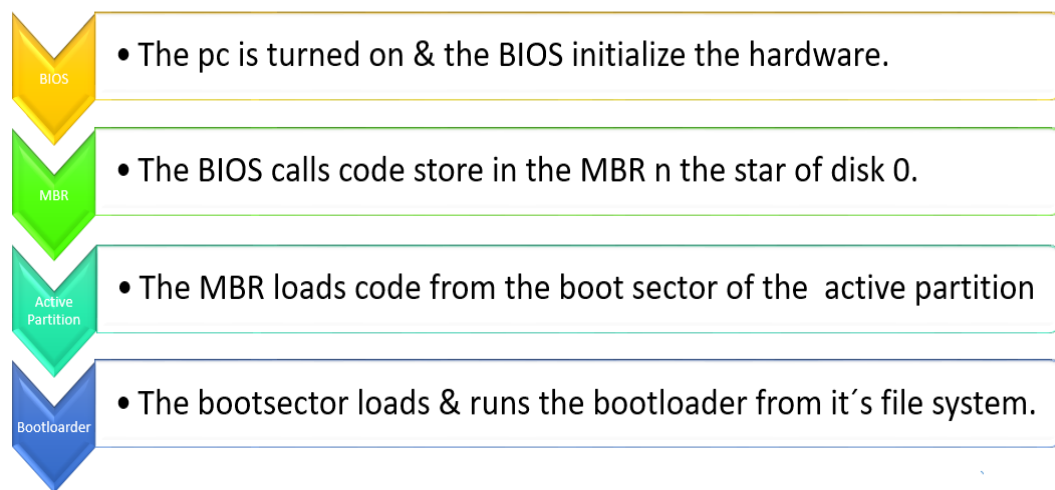 BIOS
• The pc is turned on & the BIOS initialize the hardware.
MBR
• The BIOS calls code store in the MBR n the star of disk 0.
Active
Partition
• The MBR loads code from the boot sector of the  active partition
Bootloarder
• The bootsector loads & runs the bootloader from it´s file system.
`